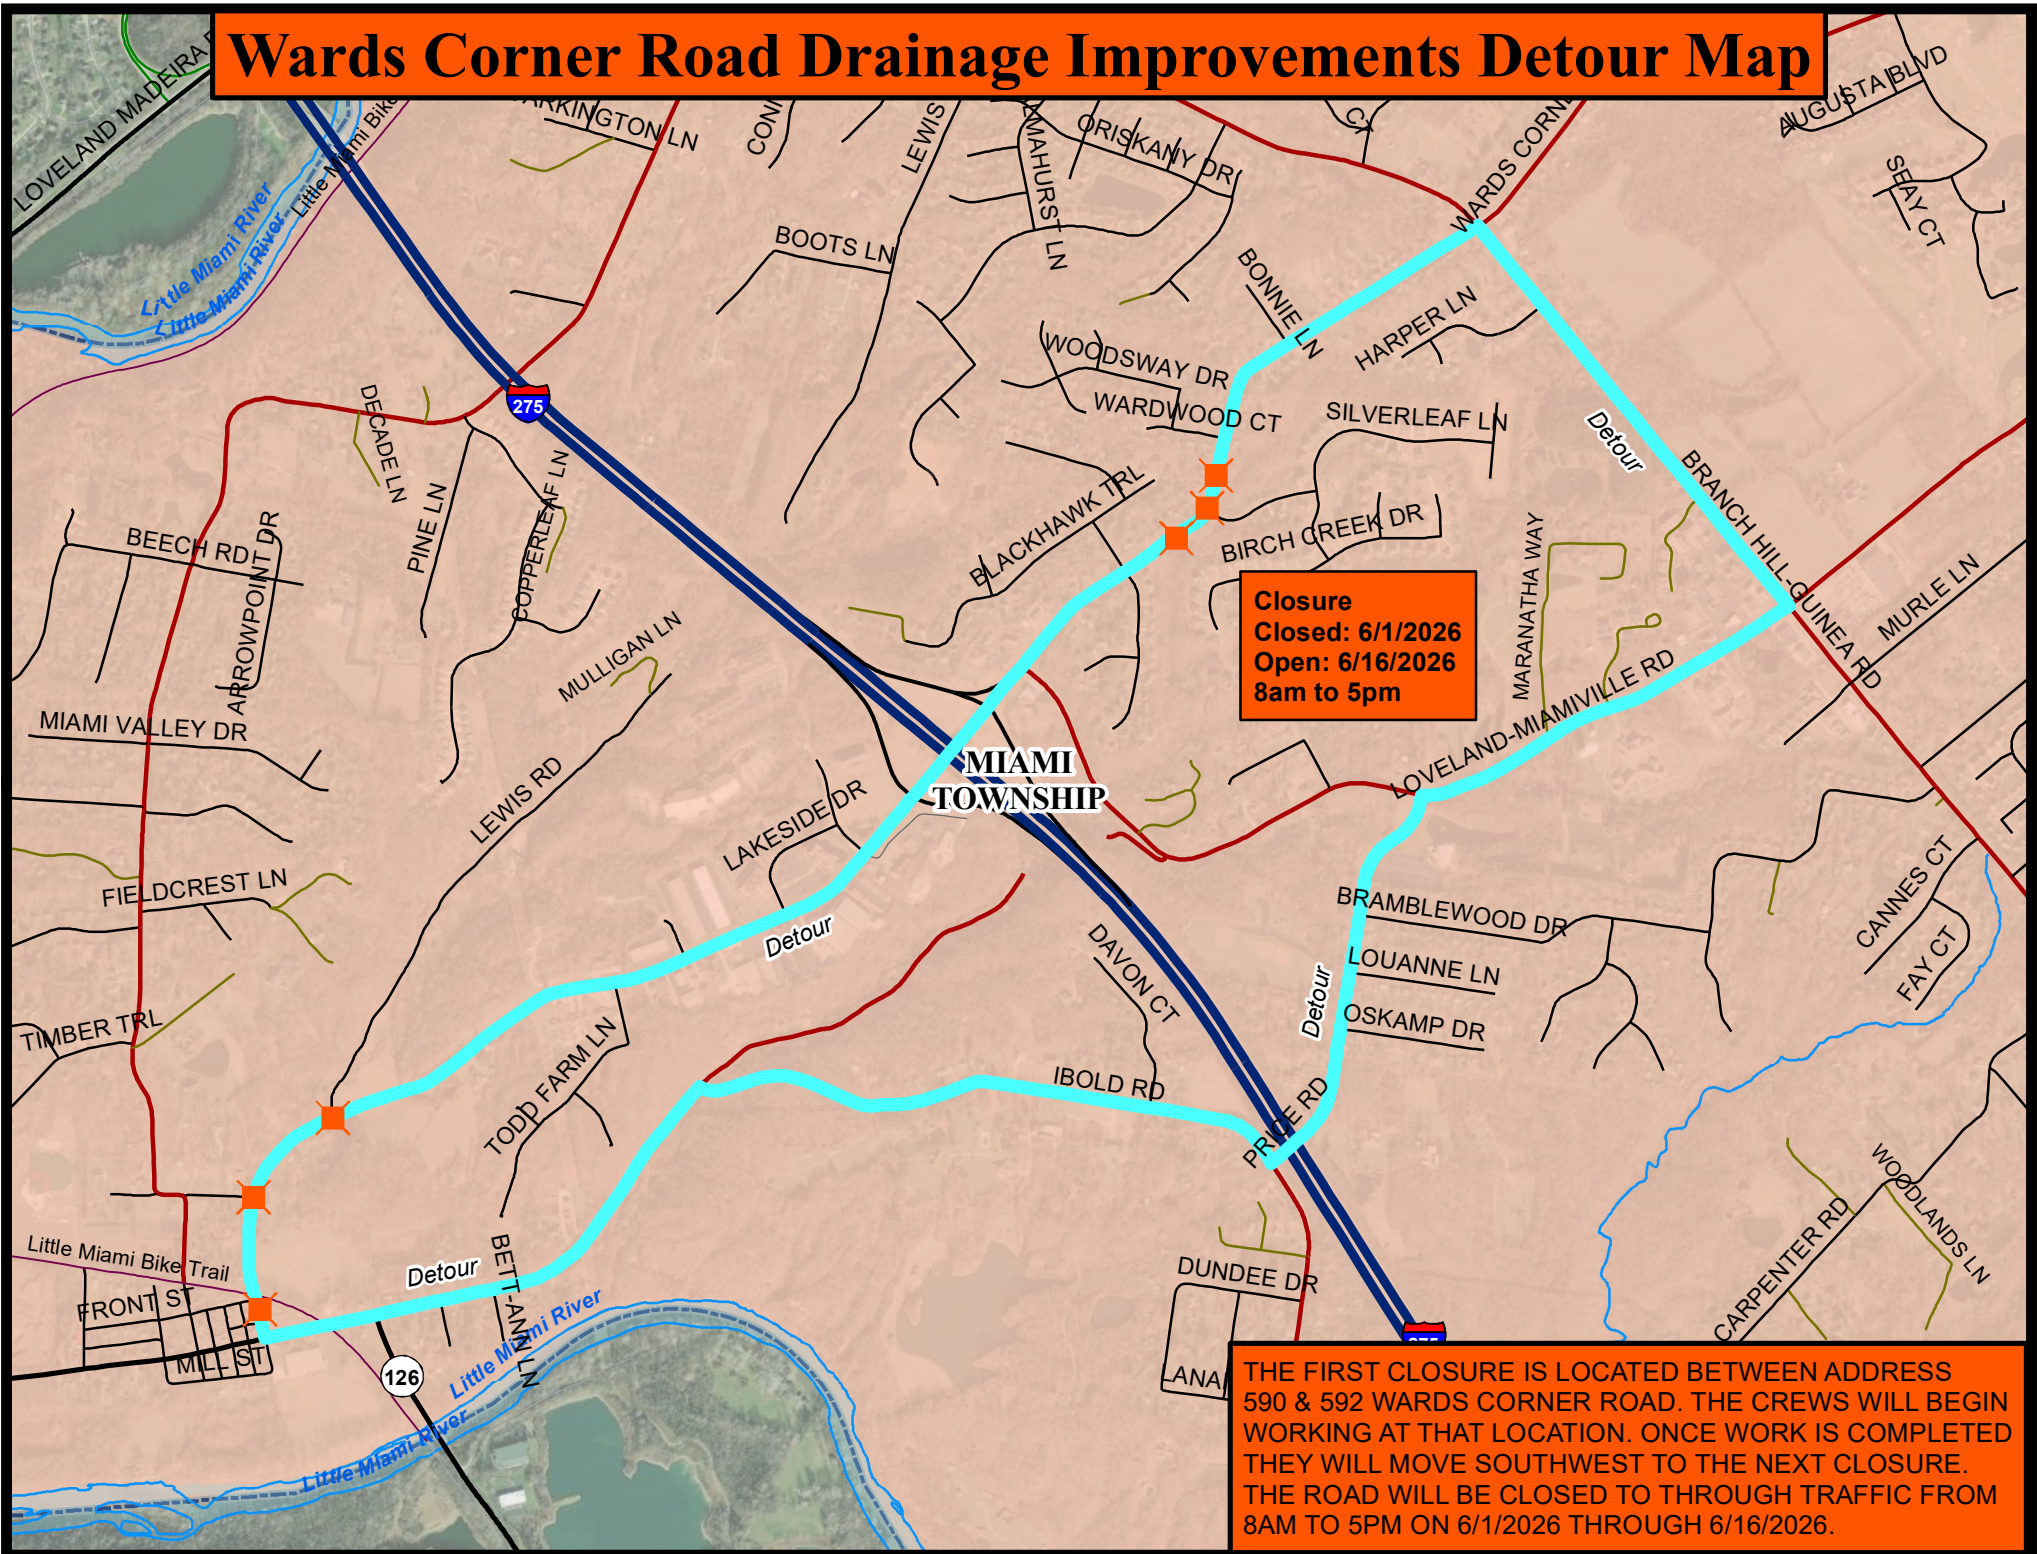 Wards Corner Road Drainage Improvements Detour Map
LOVELAND MADEIRA
Little Miami Bike
Little Miami River
Little Miami River
ARKINGTON LN
LEWIS
AMAHURST LN
ORISKANY DR
CT
WARDS CORNE
AUGUSTA BLVD
SEAY CT
BOOTS LN
BONNIE LN
HARPER LN
WOODSWAY DR
WARDWOOD CT
SILVERLEAF LN
275
DECADE LN
PINE LN
COPPERLEAF LN
BEECH RD
ARROWPOINT DR
BLACKHAWK TRL
BIRCH CREEK DR
Detour
BRANCH HILL-GUINEA RD
MURLE LN
MARANATHA WAY
Closure
Closed: 6/1/2026
Open: 6/16/2026
8am to 5pm
MULLIGAN LN
MIAMI VALLEY DR
LOVELAND-MIAMIVILLE RD
MIAMI
TOWNSHIP
LEWIS RD
LAKESIDE DR
FIELDCREST LN
Detour
BRAMBLEWOOD DR
LOUANNE LN
OSKAMP DR
Detour
CANNES CT
FAY CT
DAVON CT
TIMBER TRL
TODD FARM LN
IBOLD RD
PRICE RD
WOODLANDS LN
CARPENTER RD
Little Miami Bike Trail
FRONT ST
MILL ST
Detour
BETT-ANN LN
DUNDEE DR
126
Little Miami River
Little Miami River
THE FIRST CLOSURE IS LOCATED BETWEEN ADDRESS
590 & 592 WARDS CORNER ROAD. THE CREWS WILL BEGIN
WORKING AT THAT LOCATION. ONCE WORK IS COMPLETED
THEY WILL MOVE SOUTHWEST TO THE NEXT CLOSURE.
THE ROAD WILL BE CLOSED TO THROUGH TRAFFIC FROM
8AM TO 5PM ON 6/1/2026 THROUGH 6/16/2026.